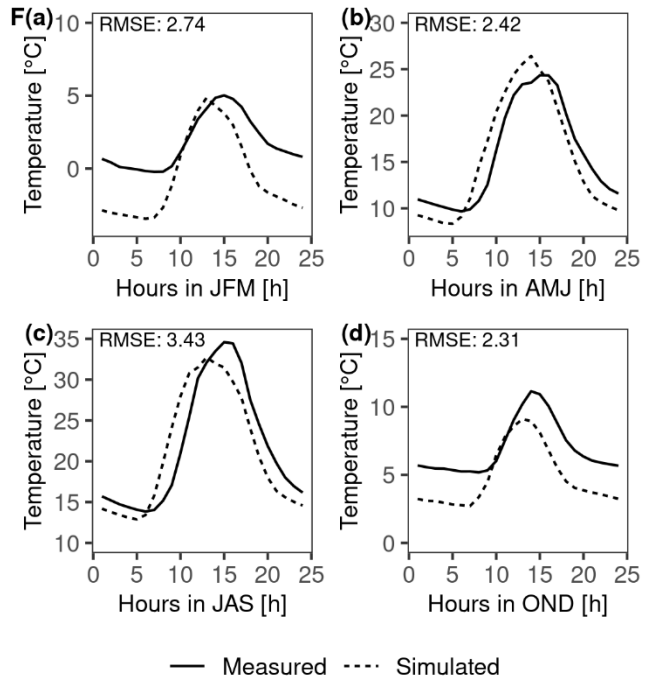 F(a)
RMSE: 2.74
Temperature [°C]
10
5
0
0 5 10 15 20 25
Hours in JFM [h]
(b)
RMSE: 2.42
Temperature [°C]
30
25
20
15
10
0 5 10 15 20 25
Hours in AMJ [h]
(c)
RMSE: 3.43
Temperature [°C]
35
30
25
20
15
10
0 5 10 15 20 25
Hours in JAS [h]
(d)
RMSE: 2.31
Temperature [°C]
15
10
5
0
0 5 10 15 20 25
Hours in OND [h]
Measured Simulated